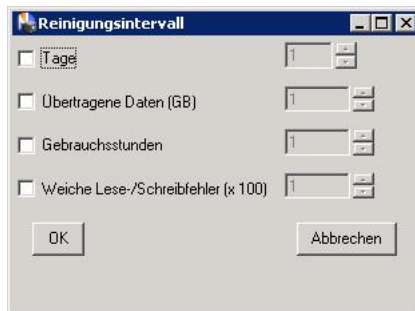 Reinigungsintervall
Tage 1
Übertragene Daten (GB) 1
Gebrauchsstunden 1
Weiche Lese-/Schreibfehler (x 100) 1
OK Abbrechen